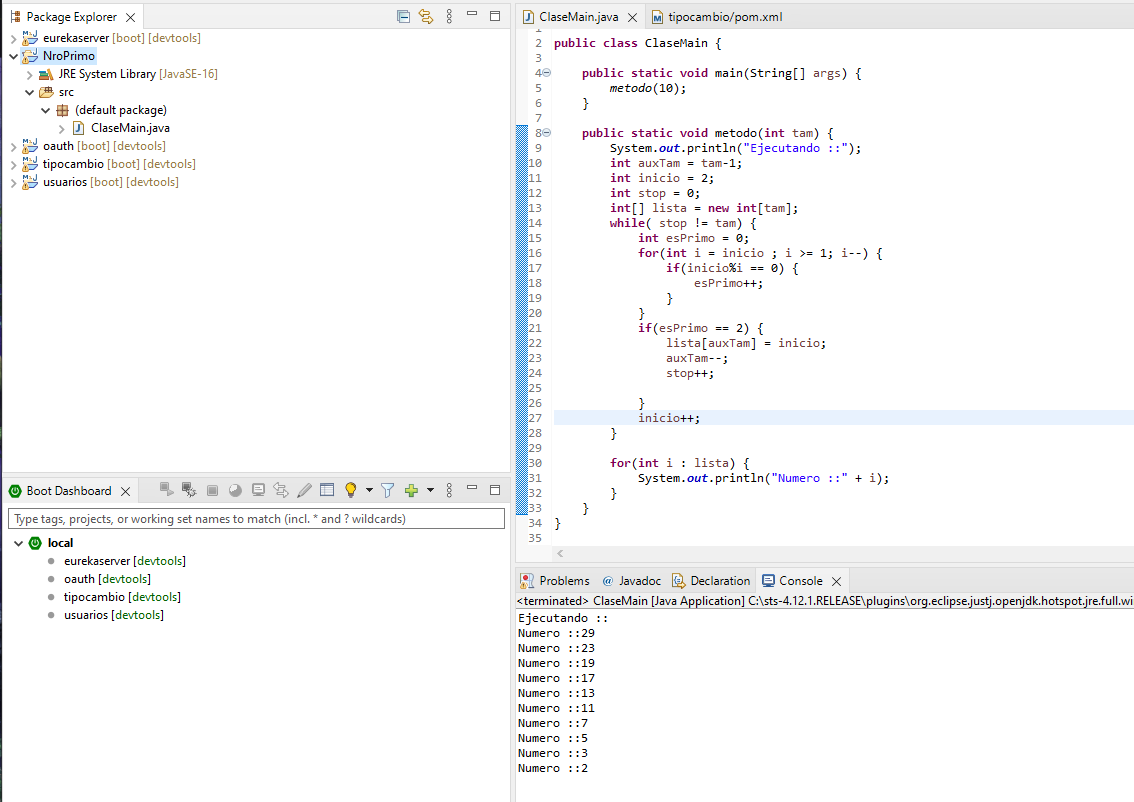 Package Explorer
eurekaserver [boot] [devtools]
NroPrimo
JRE System Library [JavaSE-16]
src
(default package)
ClaseMain.java
oauth [boot] [devtools]
tipocambio [boot] [devtools]
usuarios [boot] [devtools]
Boot Dashboard
Type tags, projects, or working set names to match (incl. * and ? wildcards)
local
eurekaserver [devtools]
oauth [devtools]
tipocambio [devtools]
usuarios [devtools]
ClaseMain.java
tipocambio/pom.xml
1
2 public class ClaseMain {
3
4 public static void main(String[] args) {
5 metodo(10);
6 }
7
8 public static void metodo(int tam) {
9 System.out.println("Ejecutando ::");
10 int auxTam = tam-1;
11 int inicio = 2;
12 int stop = 0;
13 int[] lista = new int[tam];
14 while( stop != tam) {
15 int esPrimo = 0;
16 for(int i = inicio ; i >= 1; i--) {
17 if(inicio%i == 0) {
18 esPrimo++;
19 }
20 }
21 if(esPrimo == 2) {
22 lista[auxTam] = inicio;
23 auxTam--;
24 stop++;
25
26 }
27 inicio++;
28 }
29
30 for(int i : lista) {
31 System.out.println("Numero ::" + i);
32 }
33 }
34 }
35
Problems @ Javadoc Declaration Console
<terminated> ClaseMain [Java Application] C:\sts-4.12.1.RELEASE\plugins\org.eclipse.justj.openjdk.hotspot.jre.full.wi
Ejecutando ::
Numero ::29
Numero ::23
Numero ::19
Numero ::17
Numero ::13
Numero ::11
Numero ::7
Numero ::5
Numero ::3
Numero ::2